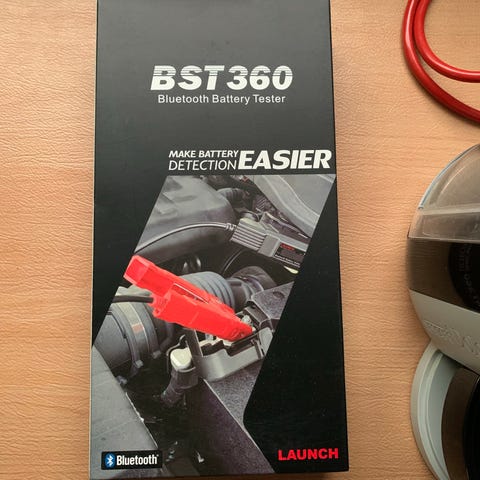 BST360
Bluetooth Battery Tester
MAKE BATTERY
DETECTION EASIER
Bluetooth®
LAUNCH